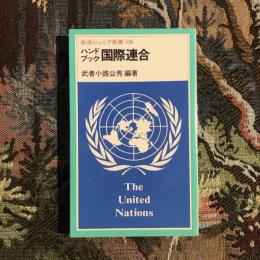 岩波ジュニア新書 139
ハンド
ブック 国際連合
武者小路公秀 編著
The
United
Nations